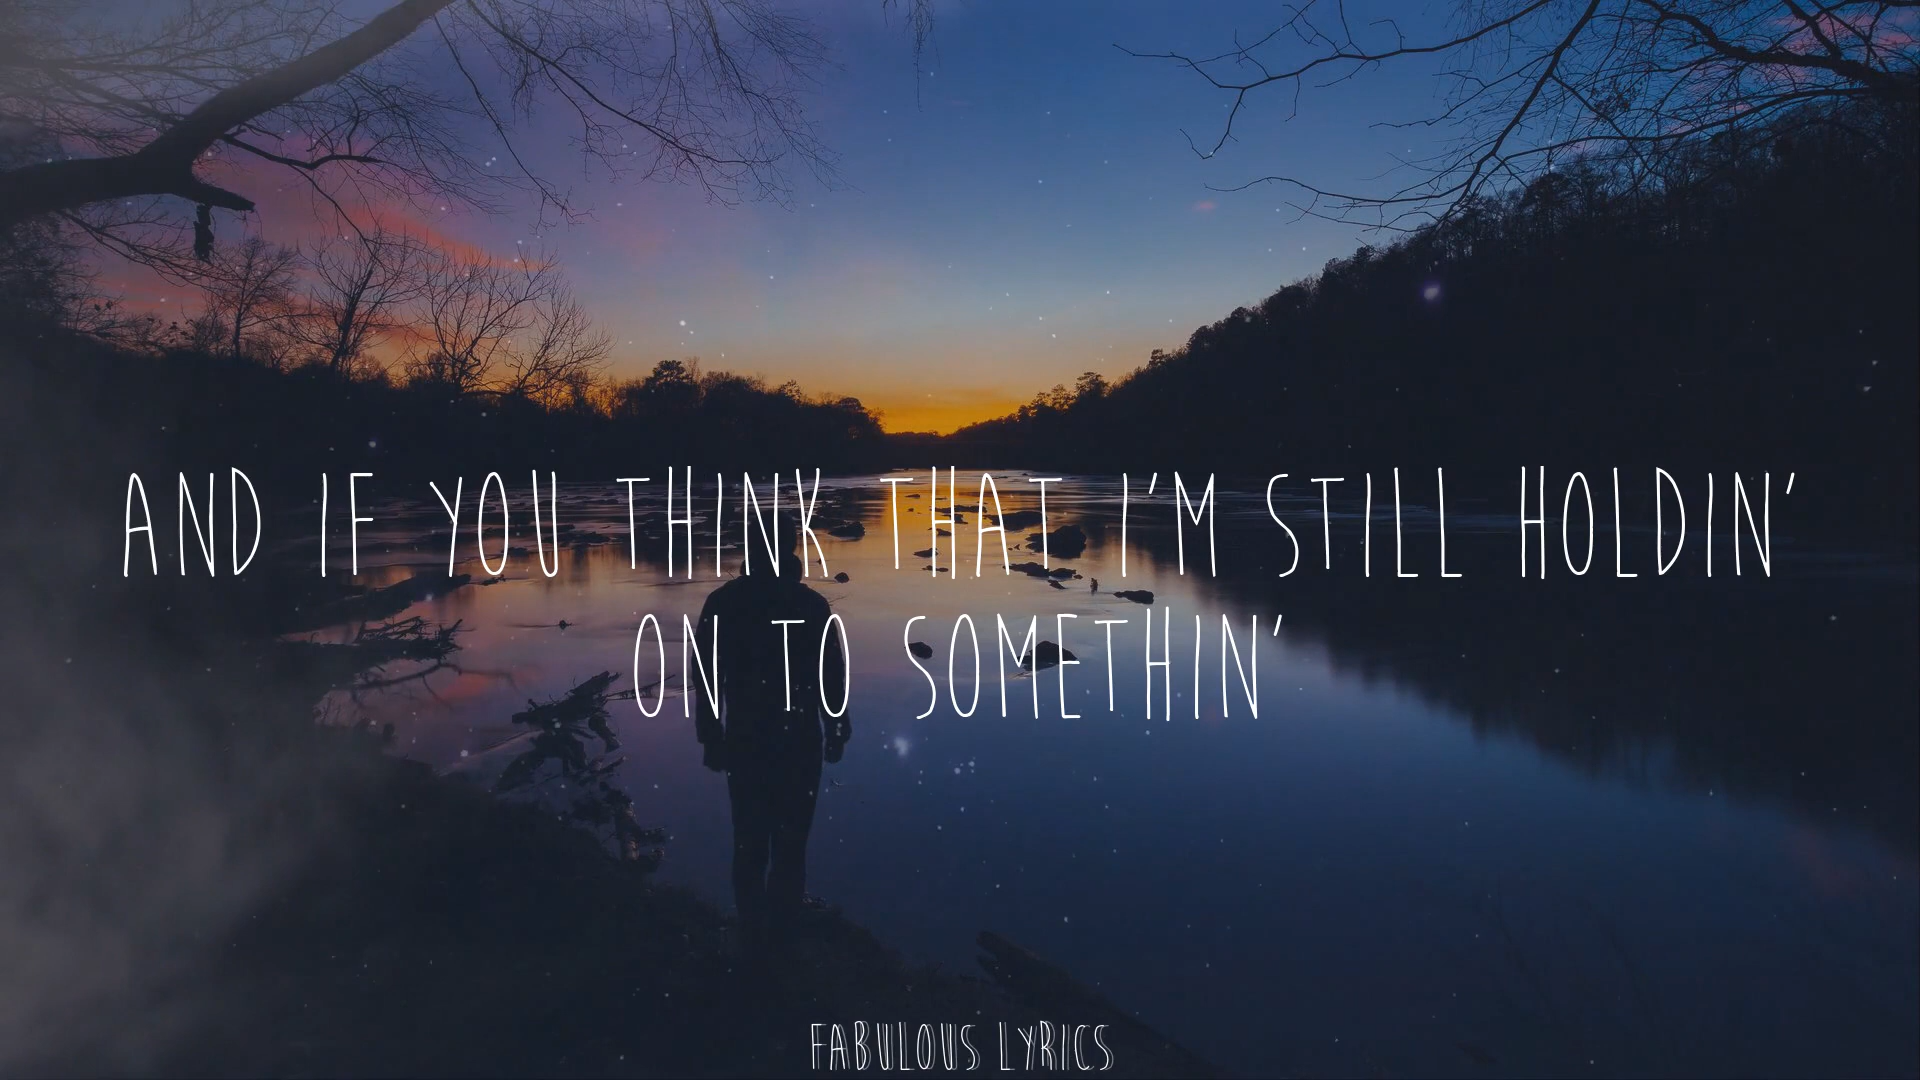 AND IF YOU THINK THAT I'M STILL HOLDIN'
ON TO SOMETHIN'
FABULOUS LYRICS